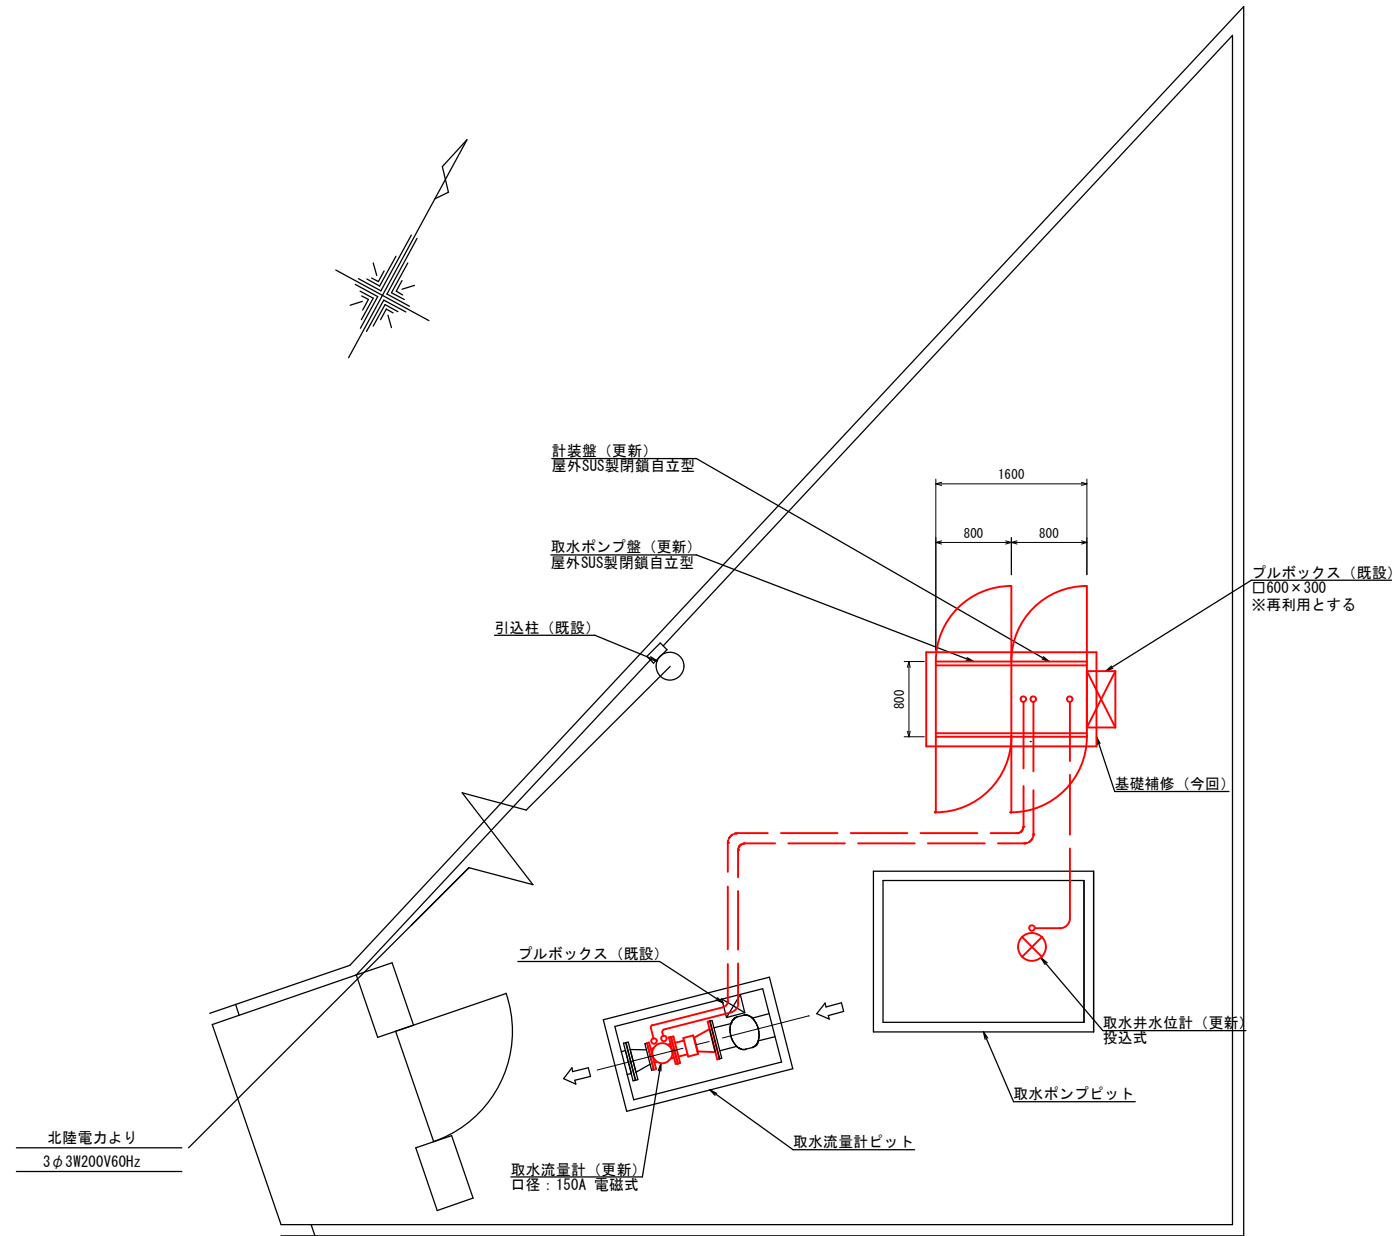 計装盤（更新）
屋外SUS製閉鎖自立型
1600
800
800
取水ポンプ盤（更新）
屋外SUS製閉鎖自立型
プルボックス（既設）
□600×300
※再利用とする
引込柱（既設）
800
基礎補修（今回）
プルボックス（既設）
取水井水位計（更新）
投込式
取水ポンプピット
北陸電力より
3φ3W200V60Hz
取水流量計ピット
取水流量計（更新）
口径：150A 電磁式